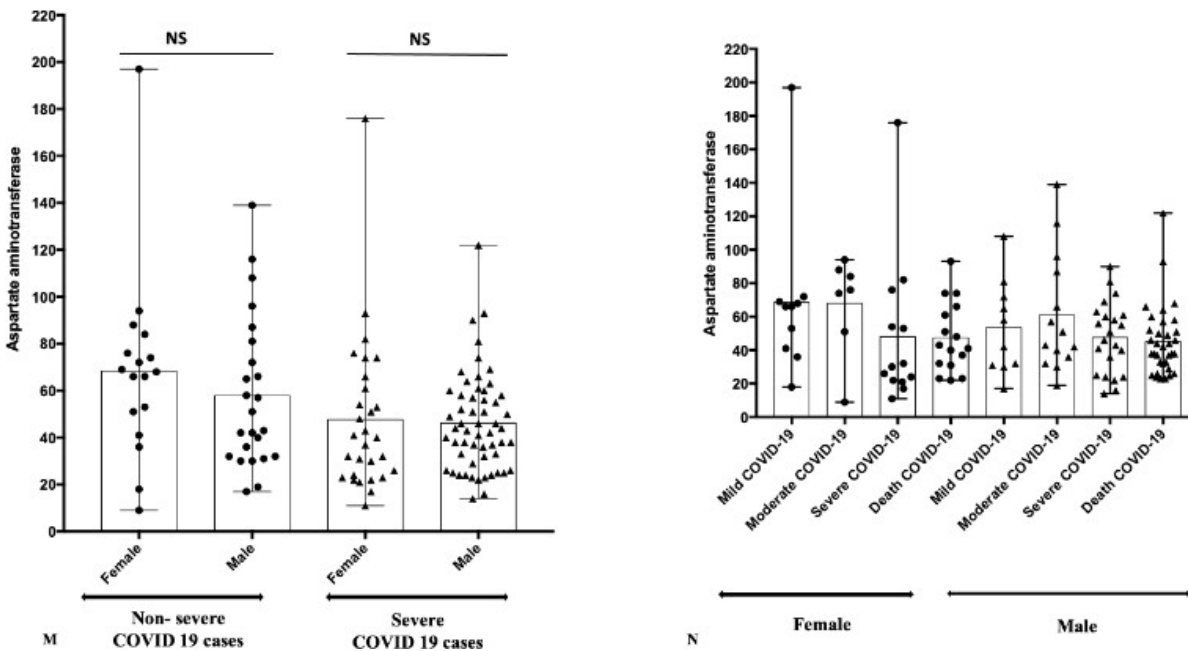 NS NS
Aspartate aminotransferase
220
200
180
160
140
120
100
80
60
40
20
0
Female Male Female Male
Non- severe Severe
M COVID 19 cases COVID 19 cases
Aspartate aminotransferase
220
200
180
160
140
120
100
80
60
40
20
0
Mild COVID-19
Moderate COVID-19
Severe COVID-19
Death COVID-19
Mild COVID-19
Moderate COVID-19
Severe COVID-19
Death COVID-19
Female Male
N